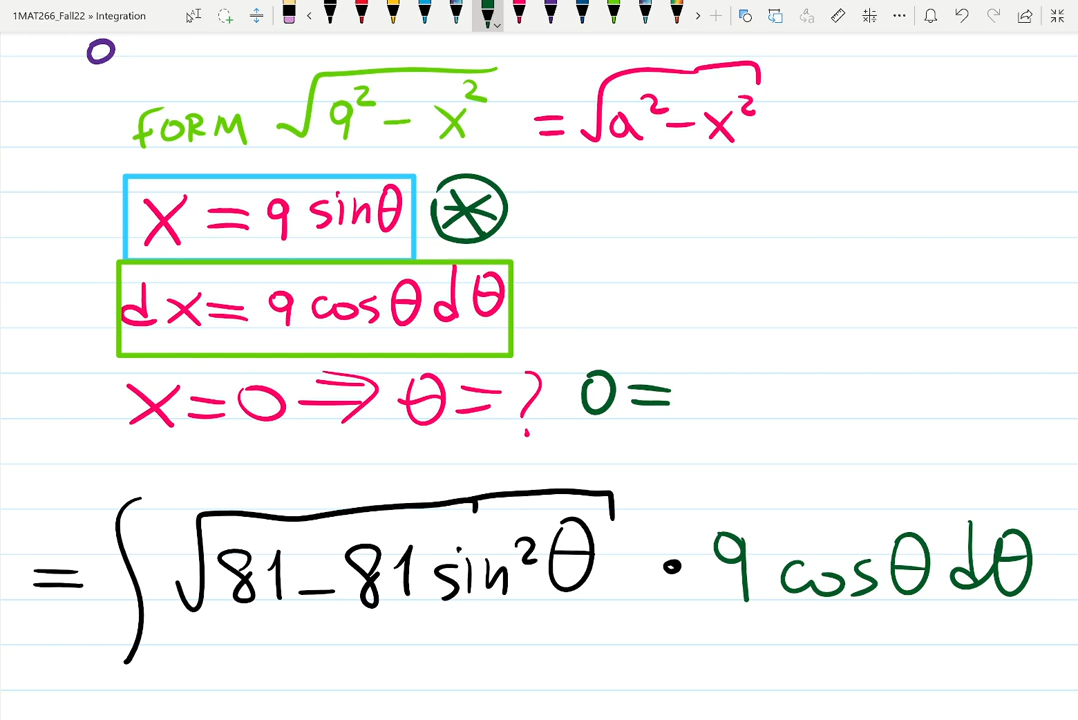 1MAT266_Fall22 » Integration
FORM √(9² − x²) = √(a² − x²)
x = 9 sinθ *
dx = 9 cosθ dθ
x = 0 ⇒ θ = ? 0 =
= ∫ √(81 − 81 sin²θ) · 9 cosθ dθ